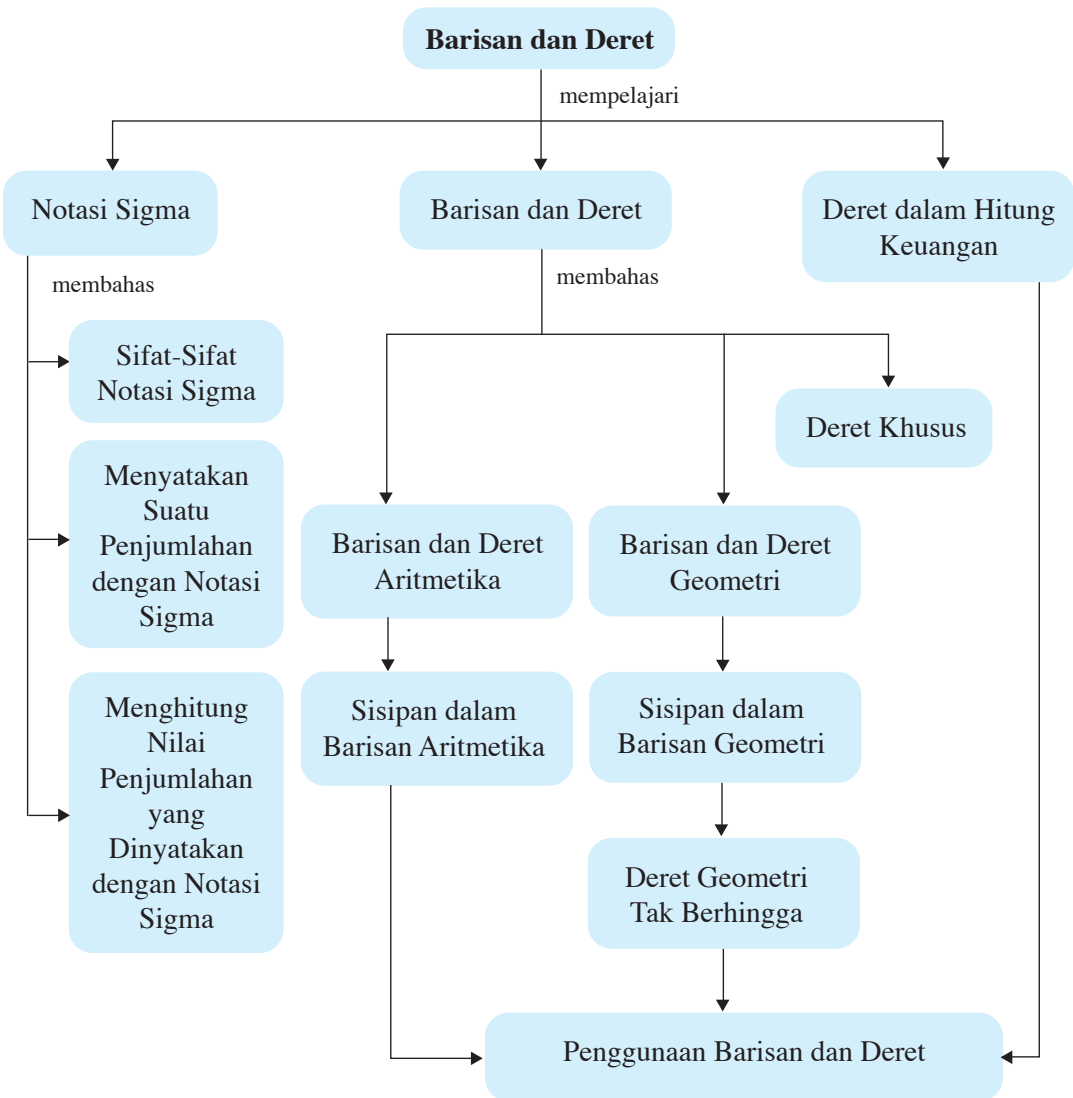 Barisan dan Deret
mempelajari
Notasi Sigma
Barisan dan Deret
Deret dalam Hitung
Keuangan
membahas
membahas
Sifat-Sifat
Notasi Sigma
Menyatakan
Suatu
Penjumlahan
dengan Notasi
Sigma
Menghitung
Nilai
Penjumlahan
yang
Dinyatakan
dengan Notasi
Sigma
Deret Khusus
Barisan dan Deret
Aritmetika
Barisan dan Deret
Geometri
Sisipan dalam
Barisan Aritmetika
Sisipan dalam
Barisan Geometri
Deret Geometri
Tak Berhingga
Penggunaan Barisan dan Deret